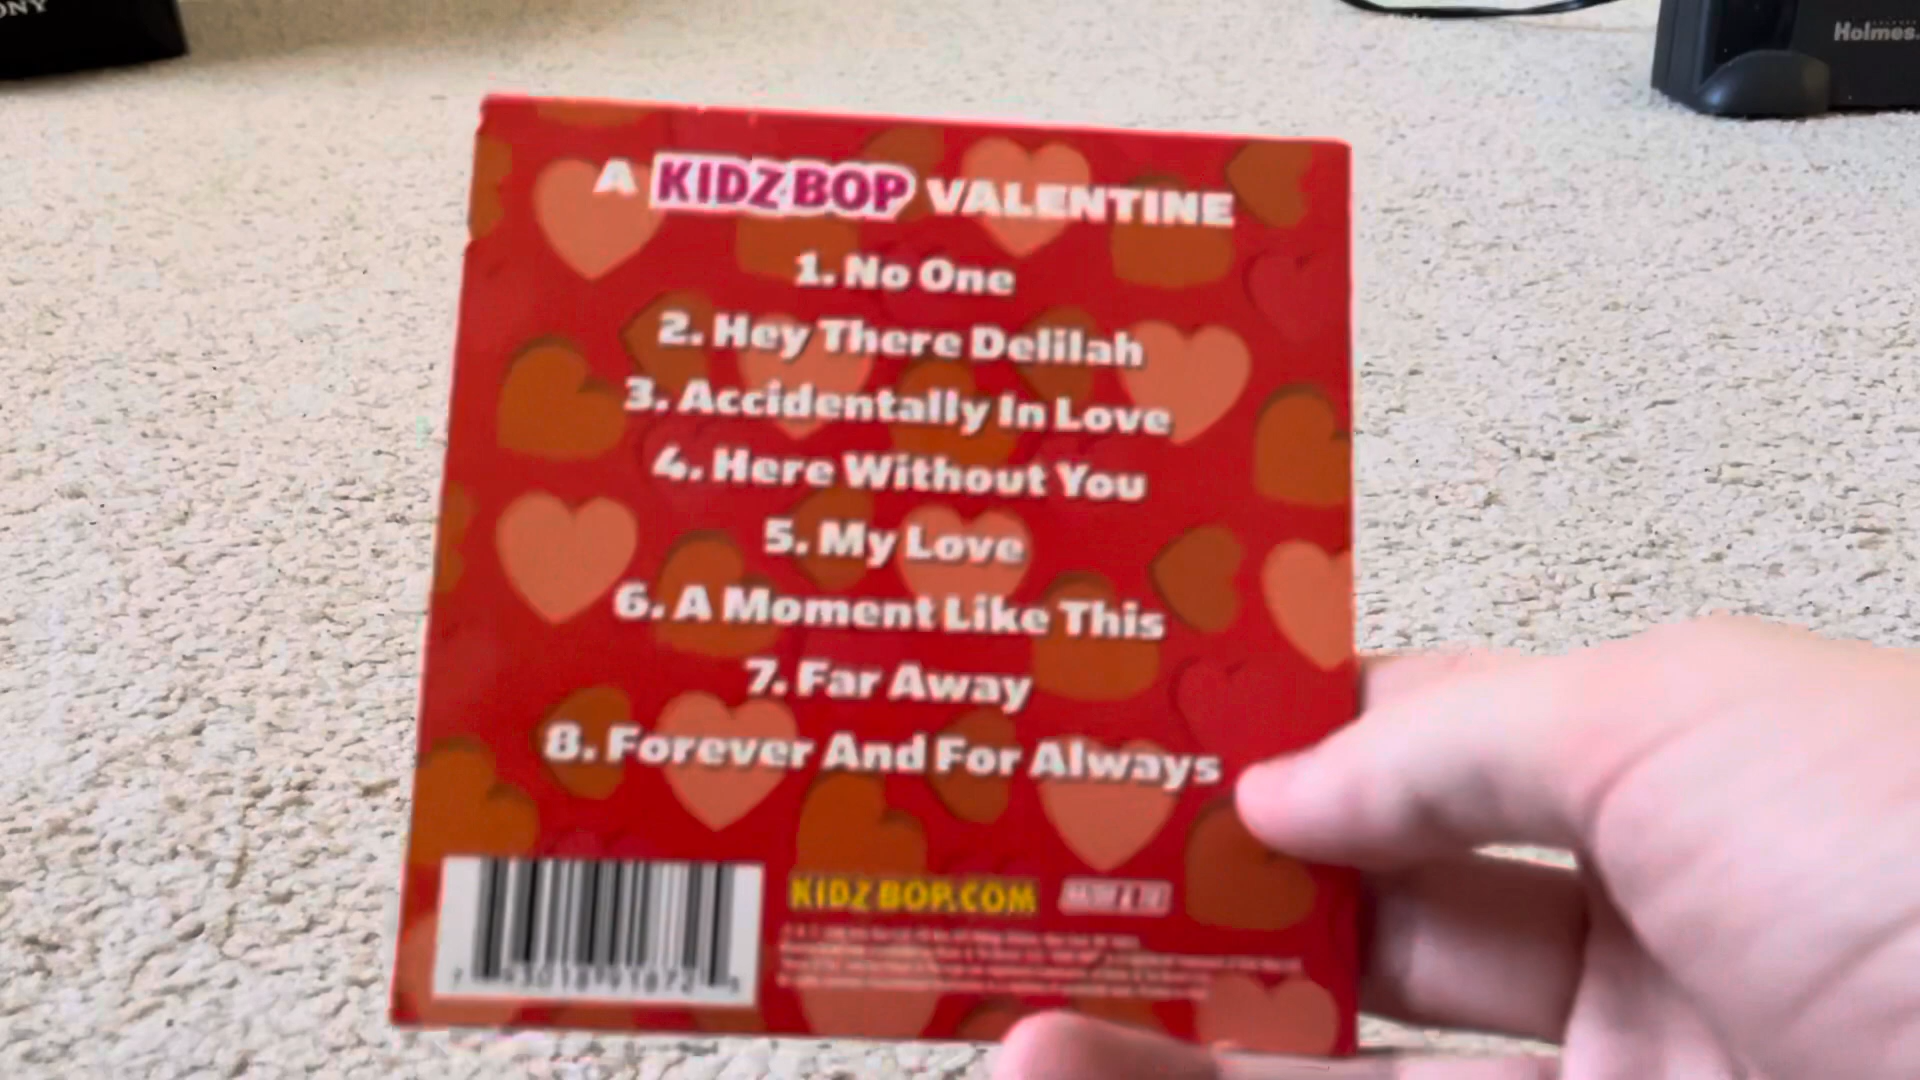 Holmes
A KIDZ BOP VALENTINE
1. No One
2. Hey There Delilah
3. Accidentally In Love
4. Here Without You
5. My Love
6. A Moment Like This
7. Far Away
8. Forever And For Always
KIDZBOP.COM